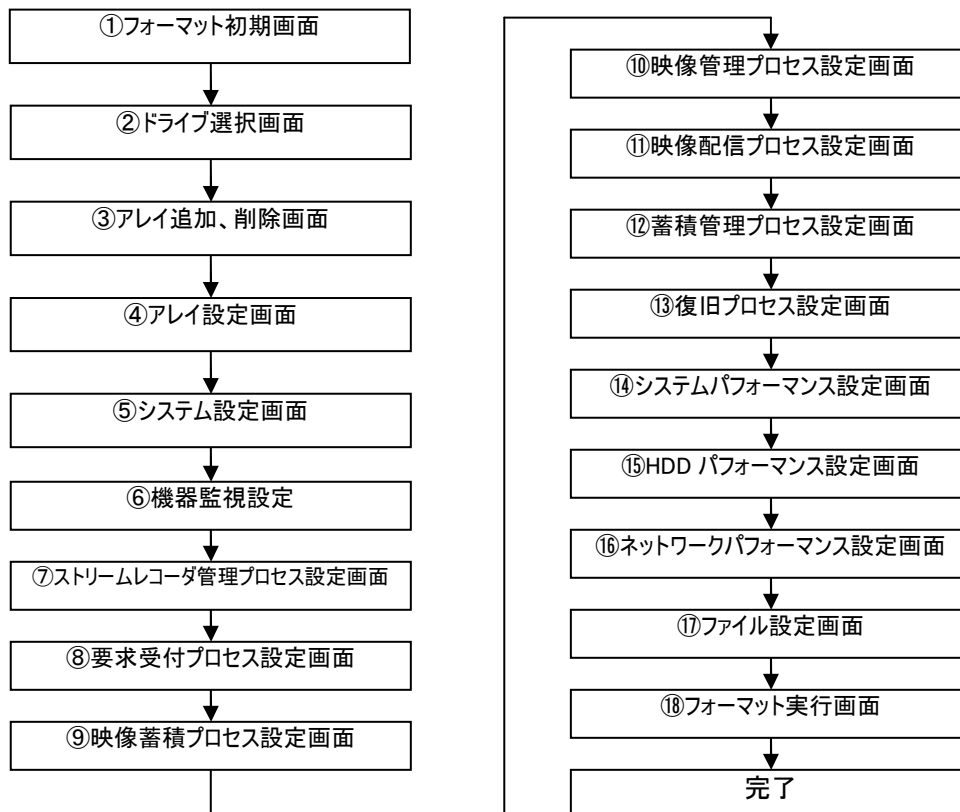 ①フォーマット初期画面
②ドライブ選択画面
③アレイ追加、削除画面
④アレイ設定画面
⑤システム設定画面
⑥機器監視設定
⑦ストリームレコーダ管理プロセス設定画面
⑧要求受付プロセス設定画面
⑨映像蓄積プロセス設定画面
⑩映像管理プロセス設定画面
⑪映像配信プロセス設定画面
⑫蓄積管理プロセス設定画面
⑬復旧プロセス設定画面
⑭システムパフォーマンス設定画面
⑮HDD パフォーマンス設定画面
⑯ネットワークパフォーマンス設定画面
⑰ファイル設定画面
⑱フォーマット実行画面
完了